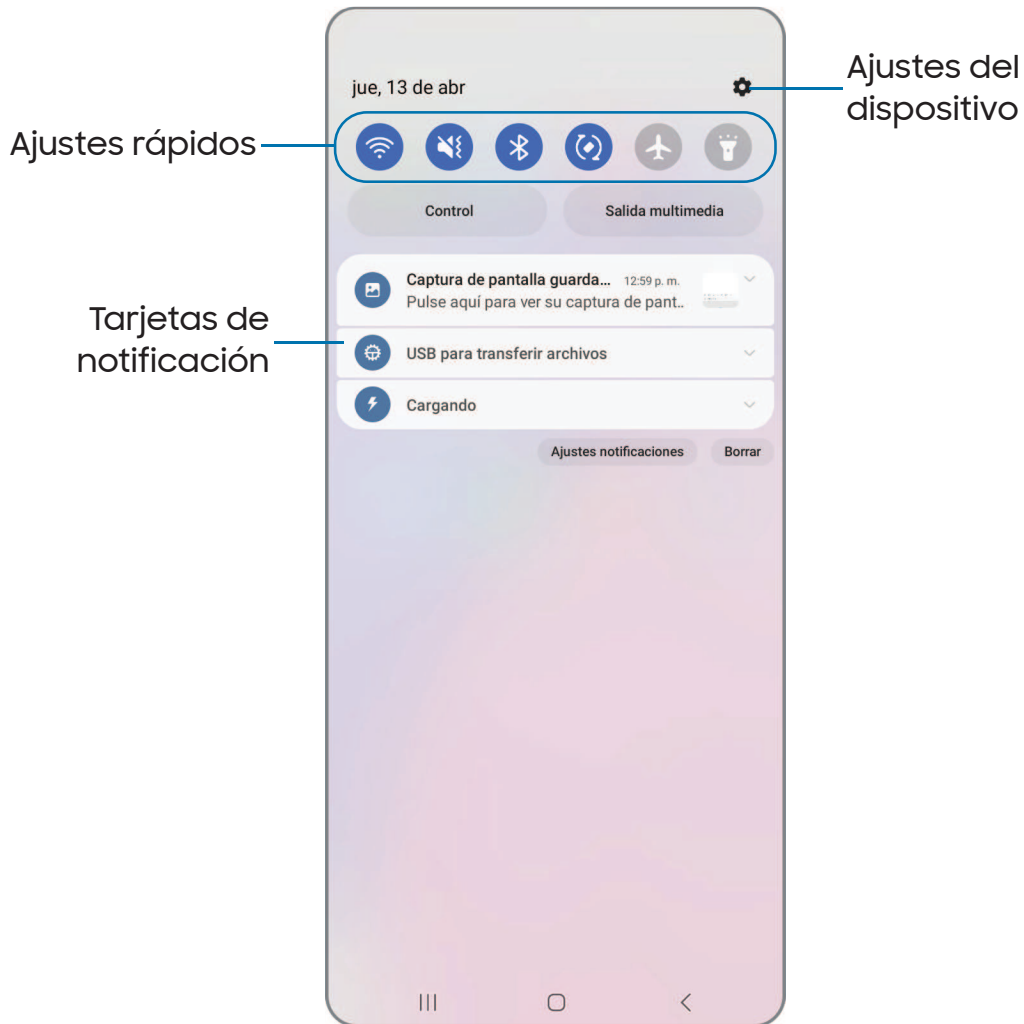 jue, 13 de abr
Ajustes del
dispositivo
Ajustes rápidos
Control
Salida multimedia
Captura de pantalla guarda... 12:59 p. m.
Pulse aquí para ver su captura de pant..
Tarjetas de
notificación
USB para transferir archivos
Cargando
Ajustes notificaciones
Borrar